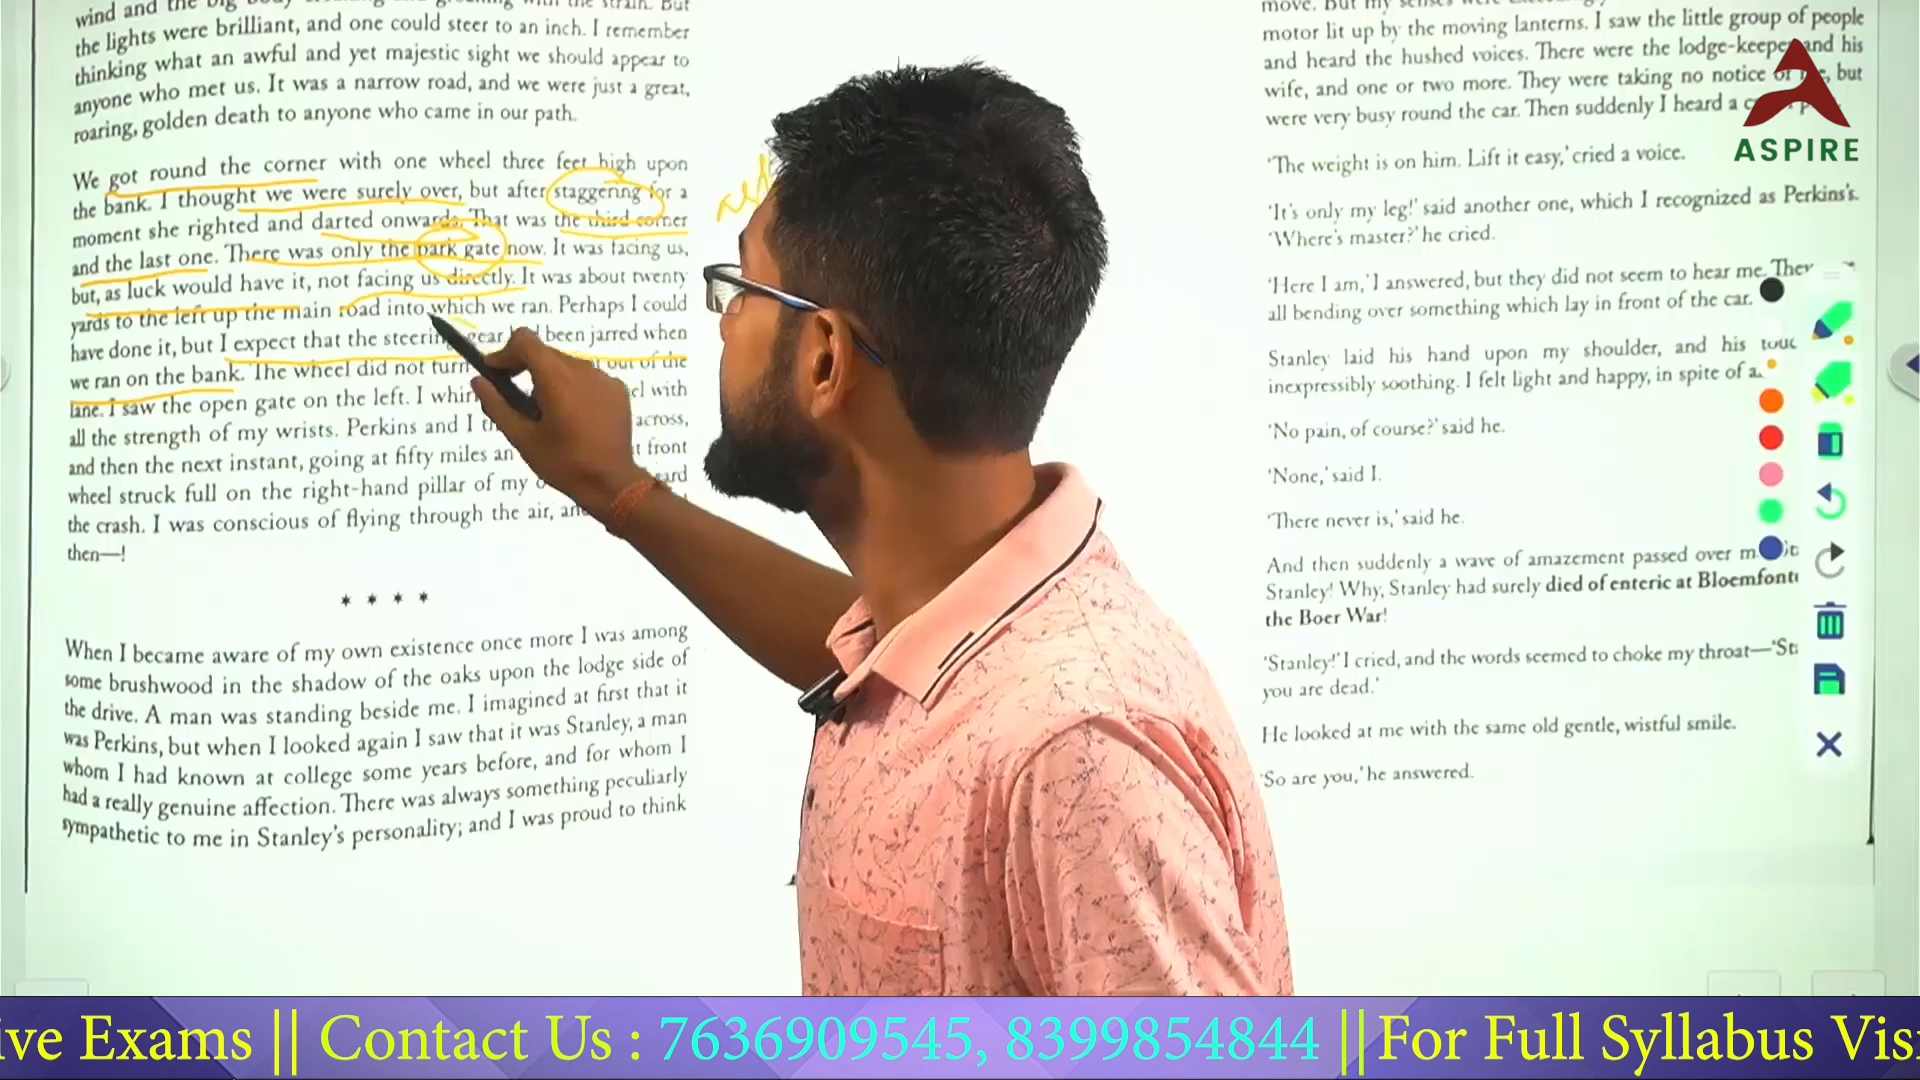 wind and the big body
the lights were brilliant, and one could steer to an inch. I remember
thinking what an awful and yet majestic sight we should appear to
anyone who met us. It was a narrow road, and we were just a great,
roaring, golden death to anyone who came in our path.
We got round the corner with one wheel three feet high upon
the bank. I thought we were surely over, but after staggering for a
moment she righted and darted onwards. That was the third corner
and the last one. There was only the park gate now. It was facing us,
but, as luck would have it, not facing us directly. It was about twenty
yards to the left up the main road into which we ran. Perhaps I could
have done it, but I expect that the steering gear had been jarred when
we ran on the bank. The wheel did not turn out of the
lane. I saw the open gate on the left. I whir with
all the strength of my wrists. Perkins and I across,
and then the next instant, going at fifty miles an front
wheel struck full on the right-hand pillar of my
the crash. I was conscious of flying through the air, and
then—!
* * * *
When I became aware of my own existence once more I was among
some brushwood in the shadow of the oaks upon the lodge side of
the drive. A man was standing beside me. I imagined at first that it
was Perkins, but when I looked again I saw that it was Stanley, a man
whom I had known at college some years before, and for whom I
had a really genuine affection. There was always something peculiarly
sympathetic to me in Stanley's personality; and I was proud to think
move. But my senses were
motor lit up by the moving lanterns. I saw the little group of people
and heard the hushed voices. There were the lodge-keeper and his
wife, and one or two more. They were taking no notice of me, but
were very busy round the car. Then suddenly I heard a
'The weight is on him. Lift it easy,' cried a voice.
'It's only my leg!' said another one, which I recognized as Perkins's.
'Where's master?' he cried.
'Here I am,' I answered, but they did not seem to hear me. They
all bending over something which lay in front of the car.
Stanley laid his hand upon my shoulder, and his touc
inexpressibly soothing. I felt light and happy, in spite of a
'No pain, of course?' said he.
'None,' said I.
'There never is,' said he.
And then suddenly a wave of amazement passed over m
Stanley! Why, Stanley had surely died of enteric at Bloemfont
the Boer War!
'Stanley!' I cried, and the words seemed to choke my throat—'St
you are dead.'
He looked at me with the same old gentle, wistful smile.
'So are you,' he answered.
ASPIRE
ive Exams || Contact Us : 7636909545, 8399854844 || For Full Syllabus Vis